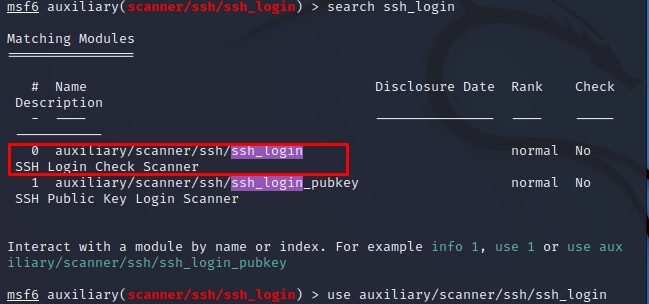 msf6 auxiliary(scanner/ssh/ssh_login) > search ssh_login
Matching Modules
================
#  Name                                  Disclosure Date  Rank    Check
Description
-  ----                                  ---------------  ----    -----
-----------
0  auxiliary/scanner/ssh/ssh_login                        normal  No
SSH Login Check Scanner
1  auxiliary/scanner/ssh/ssh_login_pubkey                 normal  No
SSH Public Key Login Scanner
Interact with a module by name or index. For example info 1, use 1 or use aux
iliary/scanner/ssh/ssh_login_pubkey
msf6 auxiliary(scanner/ssh/ssh_login) > use auxiliary/scanner/ssh/ssh_login